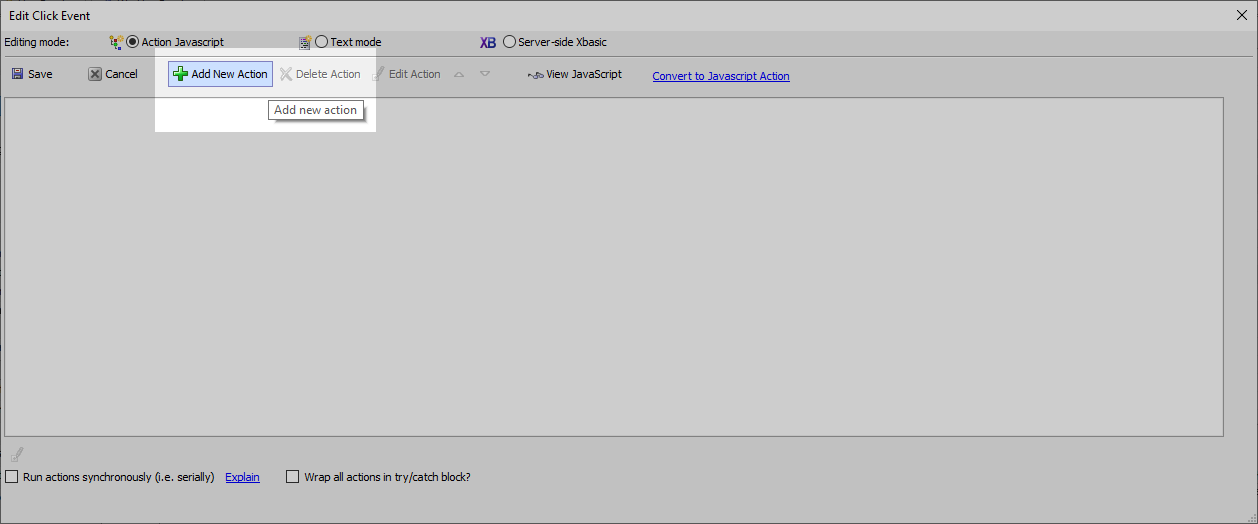 Edit Click Event
Editing mode: Action Javascript Text mode XB Server-side Xbasic
Save Cancel Add New Action Delete Action Edit Action View JavaScript Convert to Javascript Action
Add new action
Run actions synchronously (i.e. serially) Explain Wrap all actions in try/catch block?